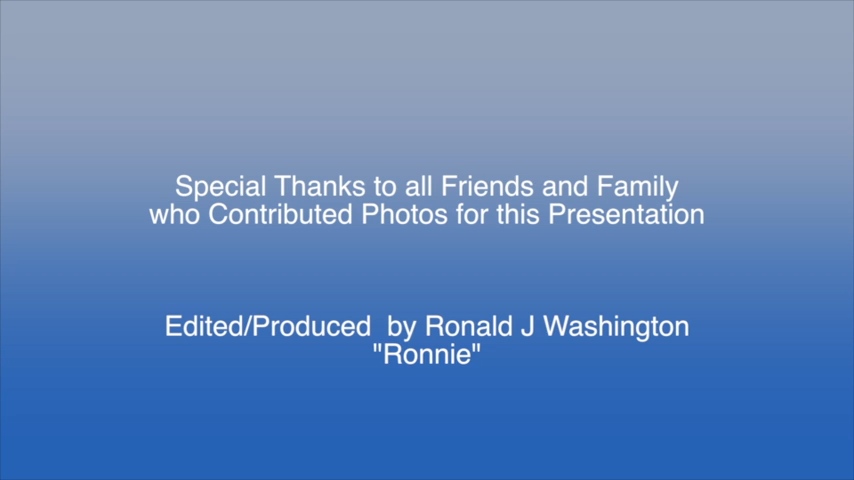 Special Thanks to all Friends and Family
who Contributed Photos for this Presentation
Edited/Produced  by Ronald J Washington
"Ronnie"